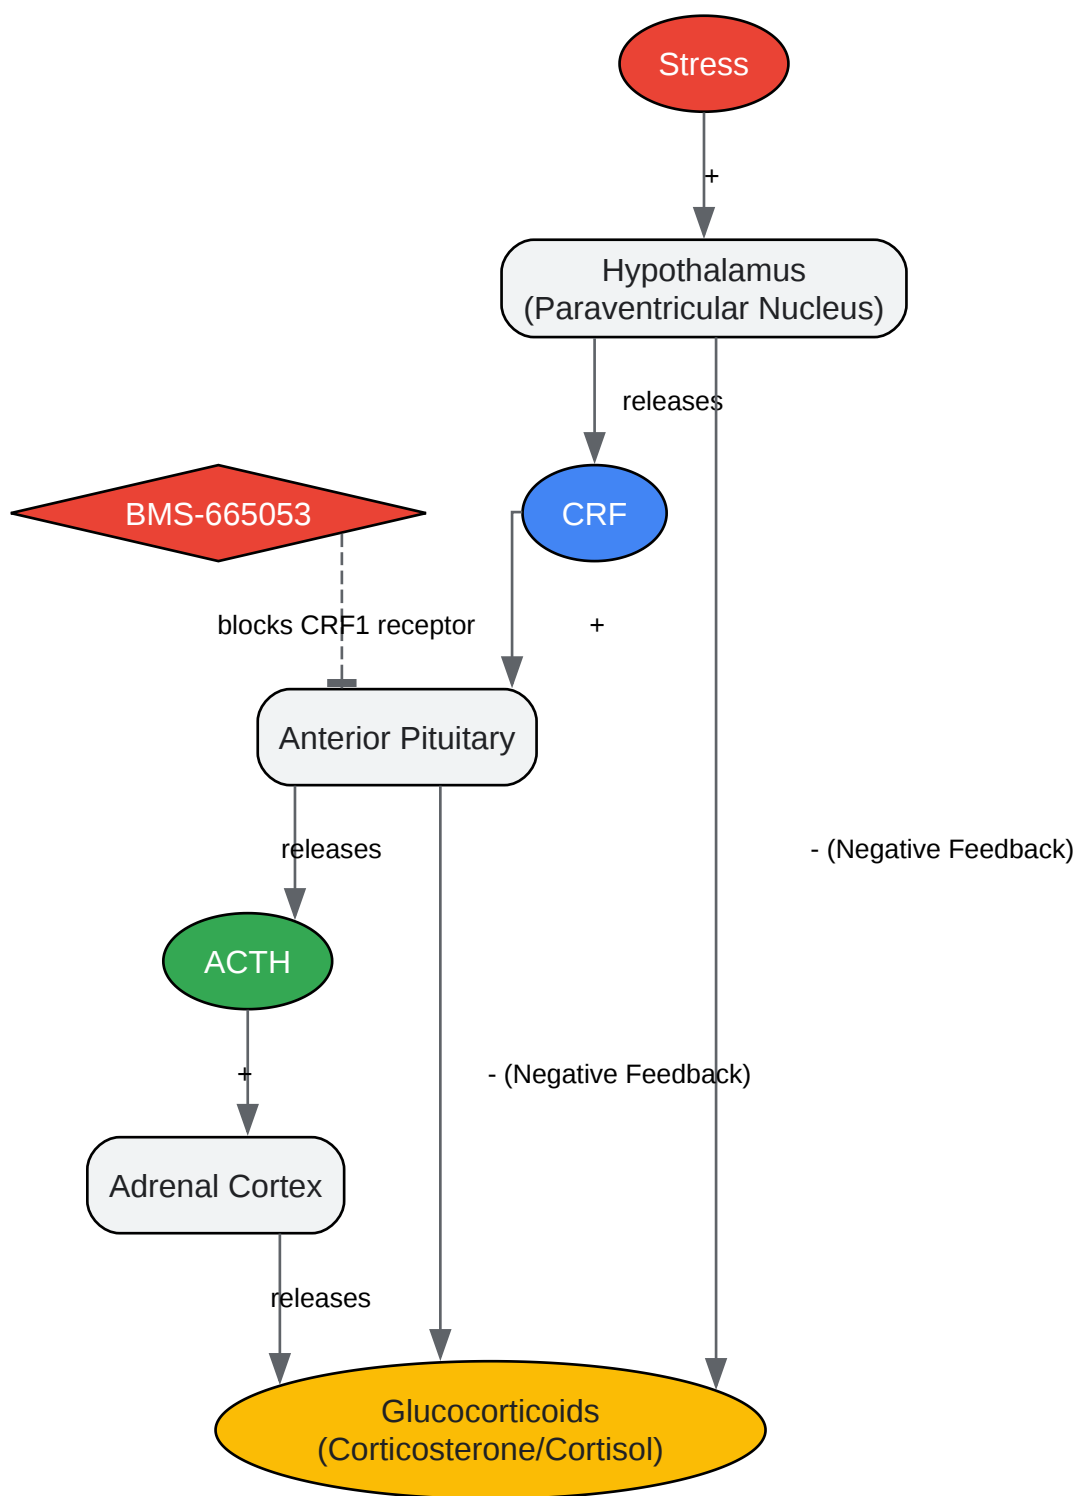 Stress
+
Hypothalamus
(Paraventricular Nucleus)
releases
BMS-665053
CRF
blocks CRF1 receptor
+
Anterior Pituitary
releases
- (Negative Feedback)
ACTH
+
- (Negative Feedback)
Adrenal Cortex
releases
Glucocorticoids
(Corticosterone/Cortisol)